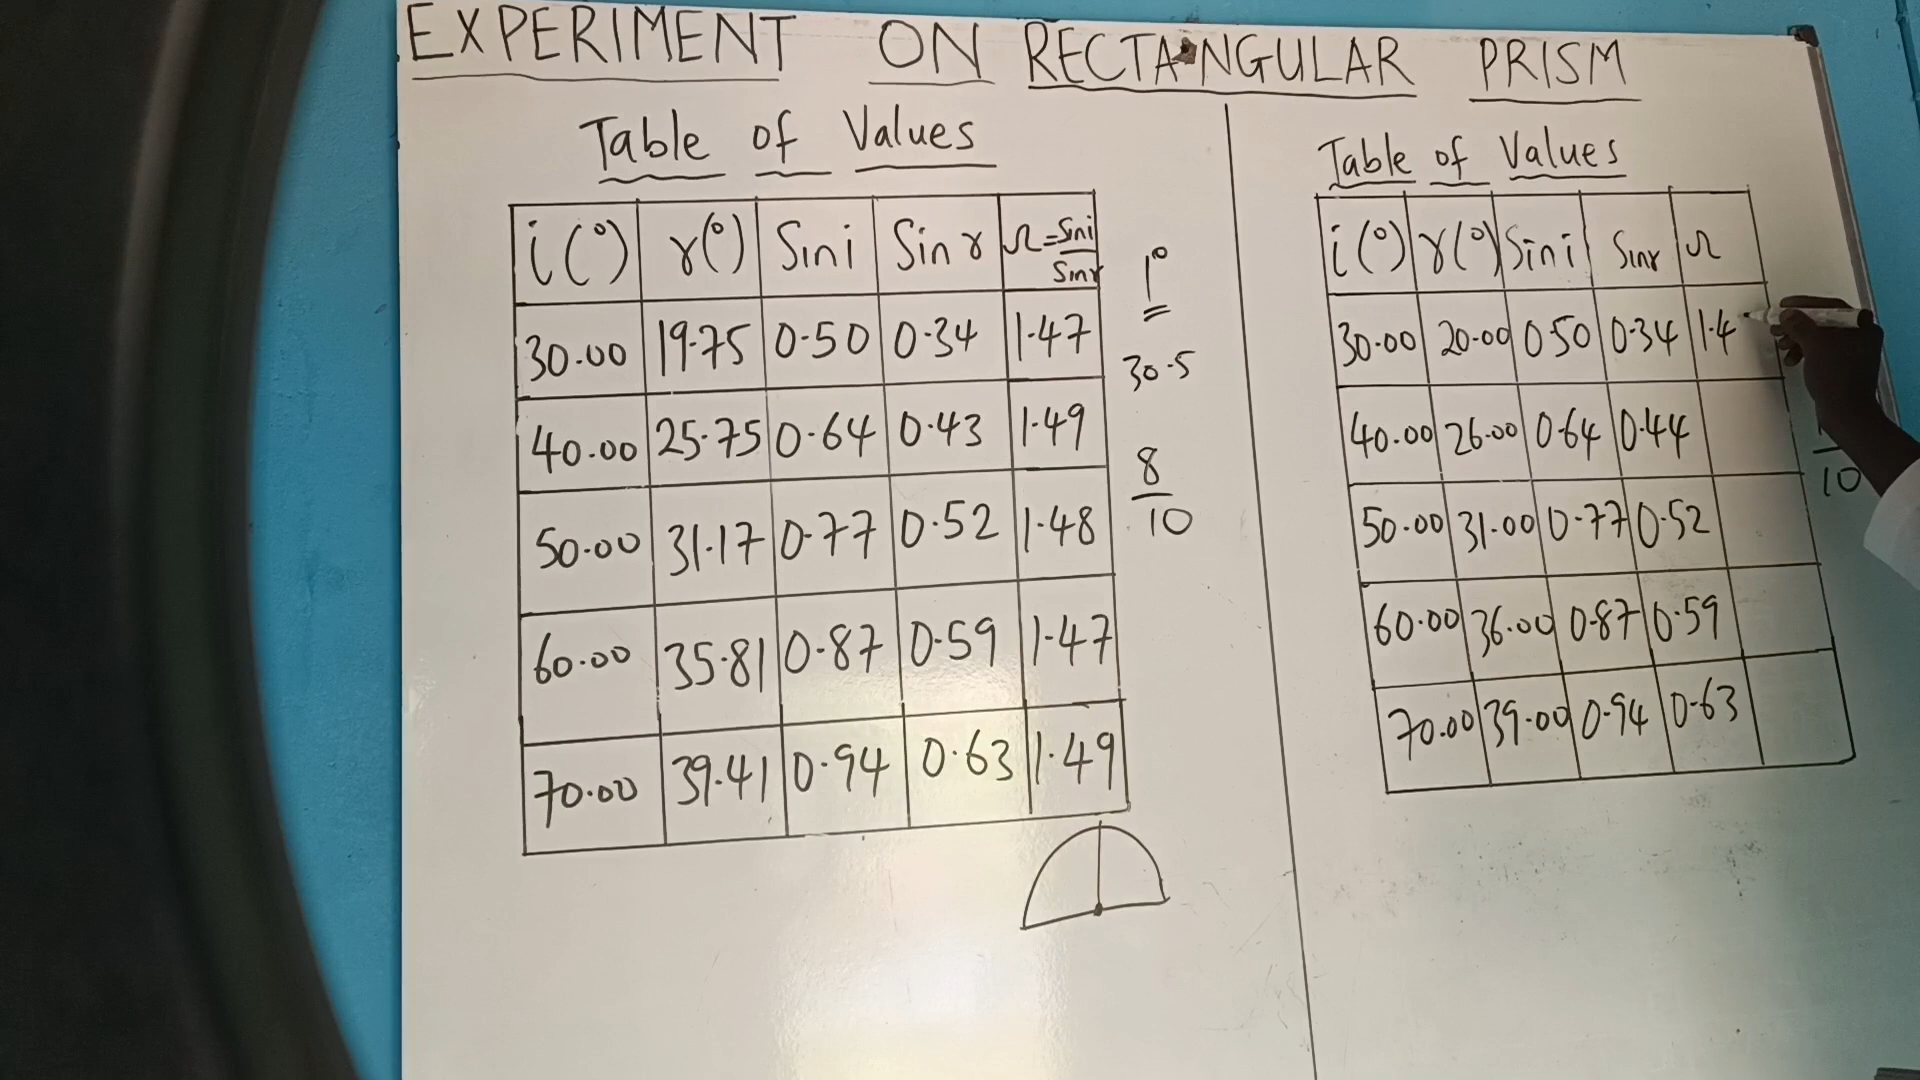 EXPERIMENT ON RECTANGULAR PRISM
Table of Values
i(°) r(°) Sini Sin r Ω=Sini/Sinr
30.00 19.75 0.50 0.34 1.47
40.00 25.75 0.64 0.43 1.49
50.00 31.17 0.77 0.52 1.48
60.00 35.81 0.87 0.59 1.47
70.00 39.41 0.94 0.63 1.49
1°
30.5
8/10
Table of Values
i(°) r(°) Sini Sinr Ω
30.00 20.00 0.50 0.34 1.4
40.00 26.00 0.64 0.44
50.00 31.00 0.77 0.52
60.00 36.00 0.87 0.59
70.00 39.00 0.94 0.63
10